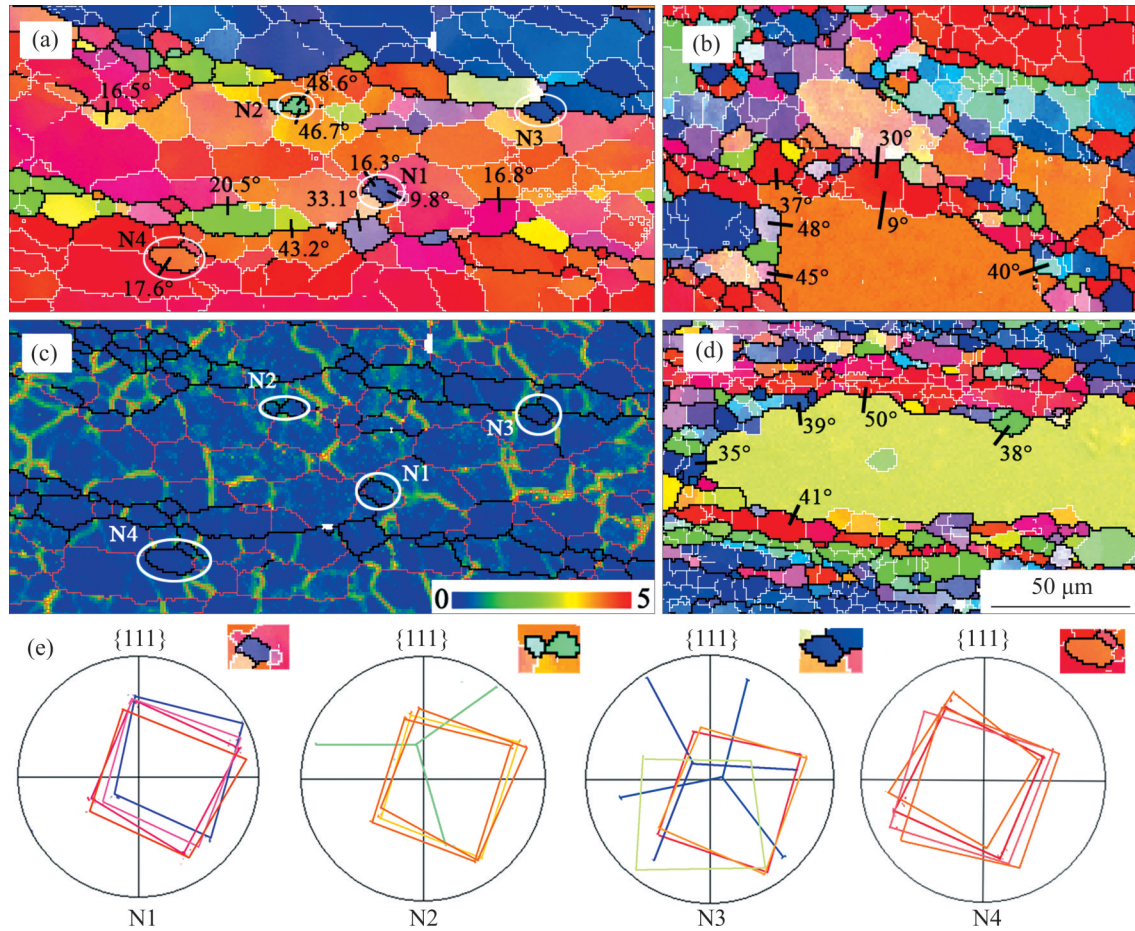 (a)
16.5°
48.6°
N2
46.7°
N3
16.3°
N1
20.5°
33.1°
9.8°
16.8°
N4
43.2°
17.6°
(b)
30°
37°
9°
48°
45°
40°
(c)
N2
N3
N1
N4
0
5
(d)
39°
50°
38°
35°
41°
50 μm
(e)
{111}
{111}
{111}
{111}
N1
N2
N3
N4